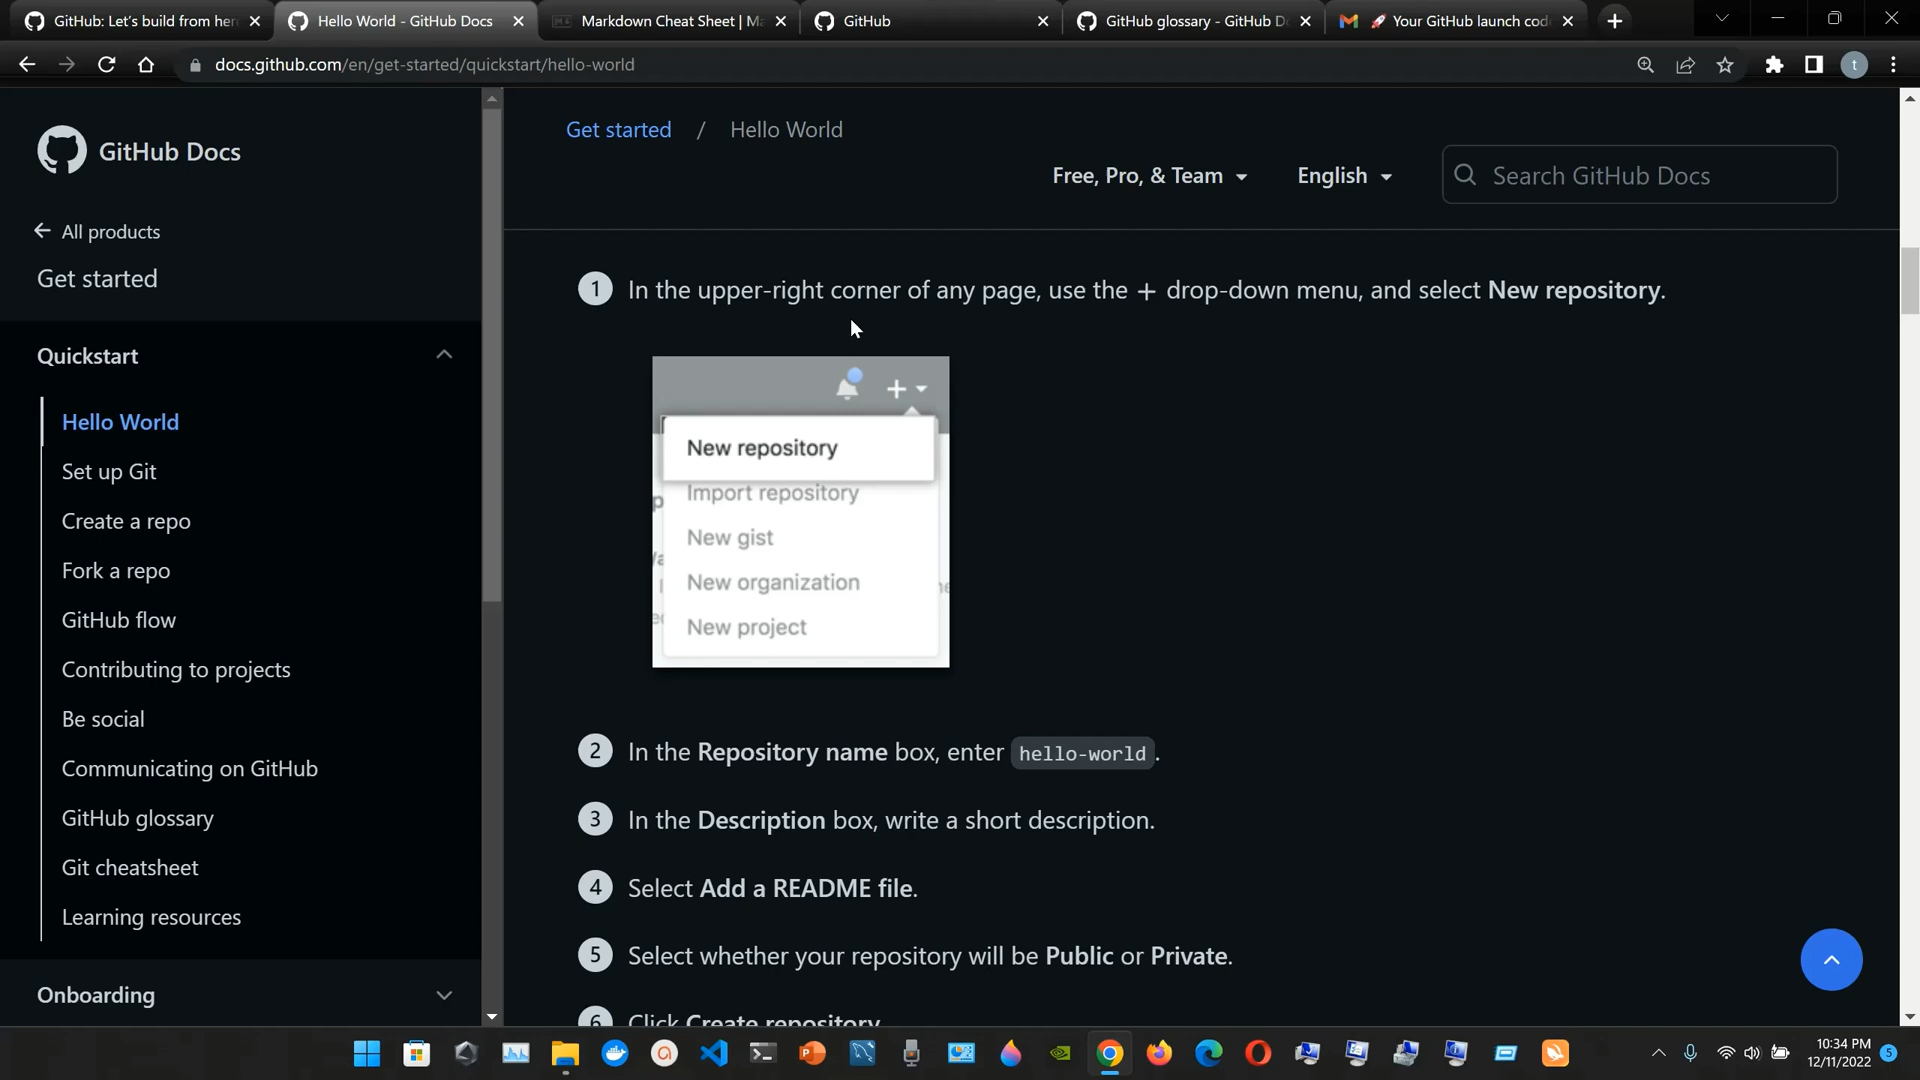 GitHub: Let's build from her
Hello World - GitHub Docs
Markdown Cheat Sheet | Ma
GitHub
GitHub glossary - GitHub D
🚀 Your GitHub launch cod
docs.github.com/en/get-started/quickstart/hello-world
t
GitHub Docs
Get started / Hello World
Free, Pro, & Team
English
Search GitHub Docs
All products
Get started
Quickstart
Hello World
Set up Git
Create a repo
Fork a repo
GitHub flow
Contributing to projects
Be social
Communicating on GitHub
GitHub glossary
Git cheatsheet
Learning resources
Onboarding
1 In the upper-right corner of any page, use the + drop-down menu, and select New repository.
New repository
Import repository
New gist
New organization
New project
2 In the Repository name box, enter hello-world.
3 In the Description box, write a short description.
4 Select Add a README file.
5 Select whether your repository will be Public or Private.
6 Click Create repository
10:34 PM
12/11/2022
5